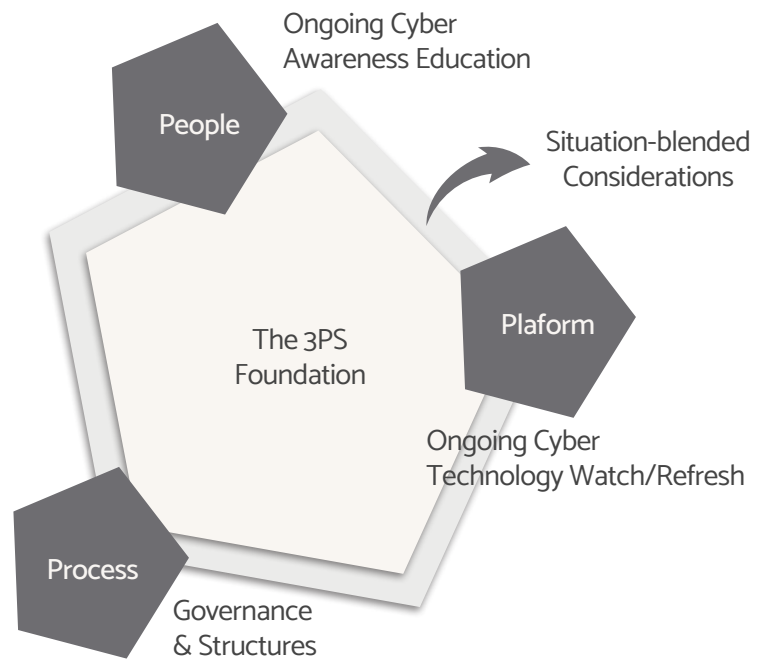 Ongoing Cyber
Awareness Education
People
Situation-blended
Considerations
Plaform
The 3PS
Foundation
Ongoing Cyber
Technology Watch/Refresh
Process
Governance
& Structures